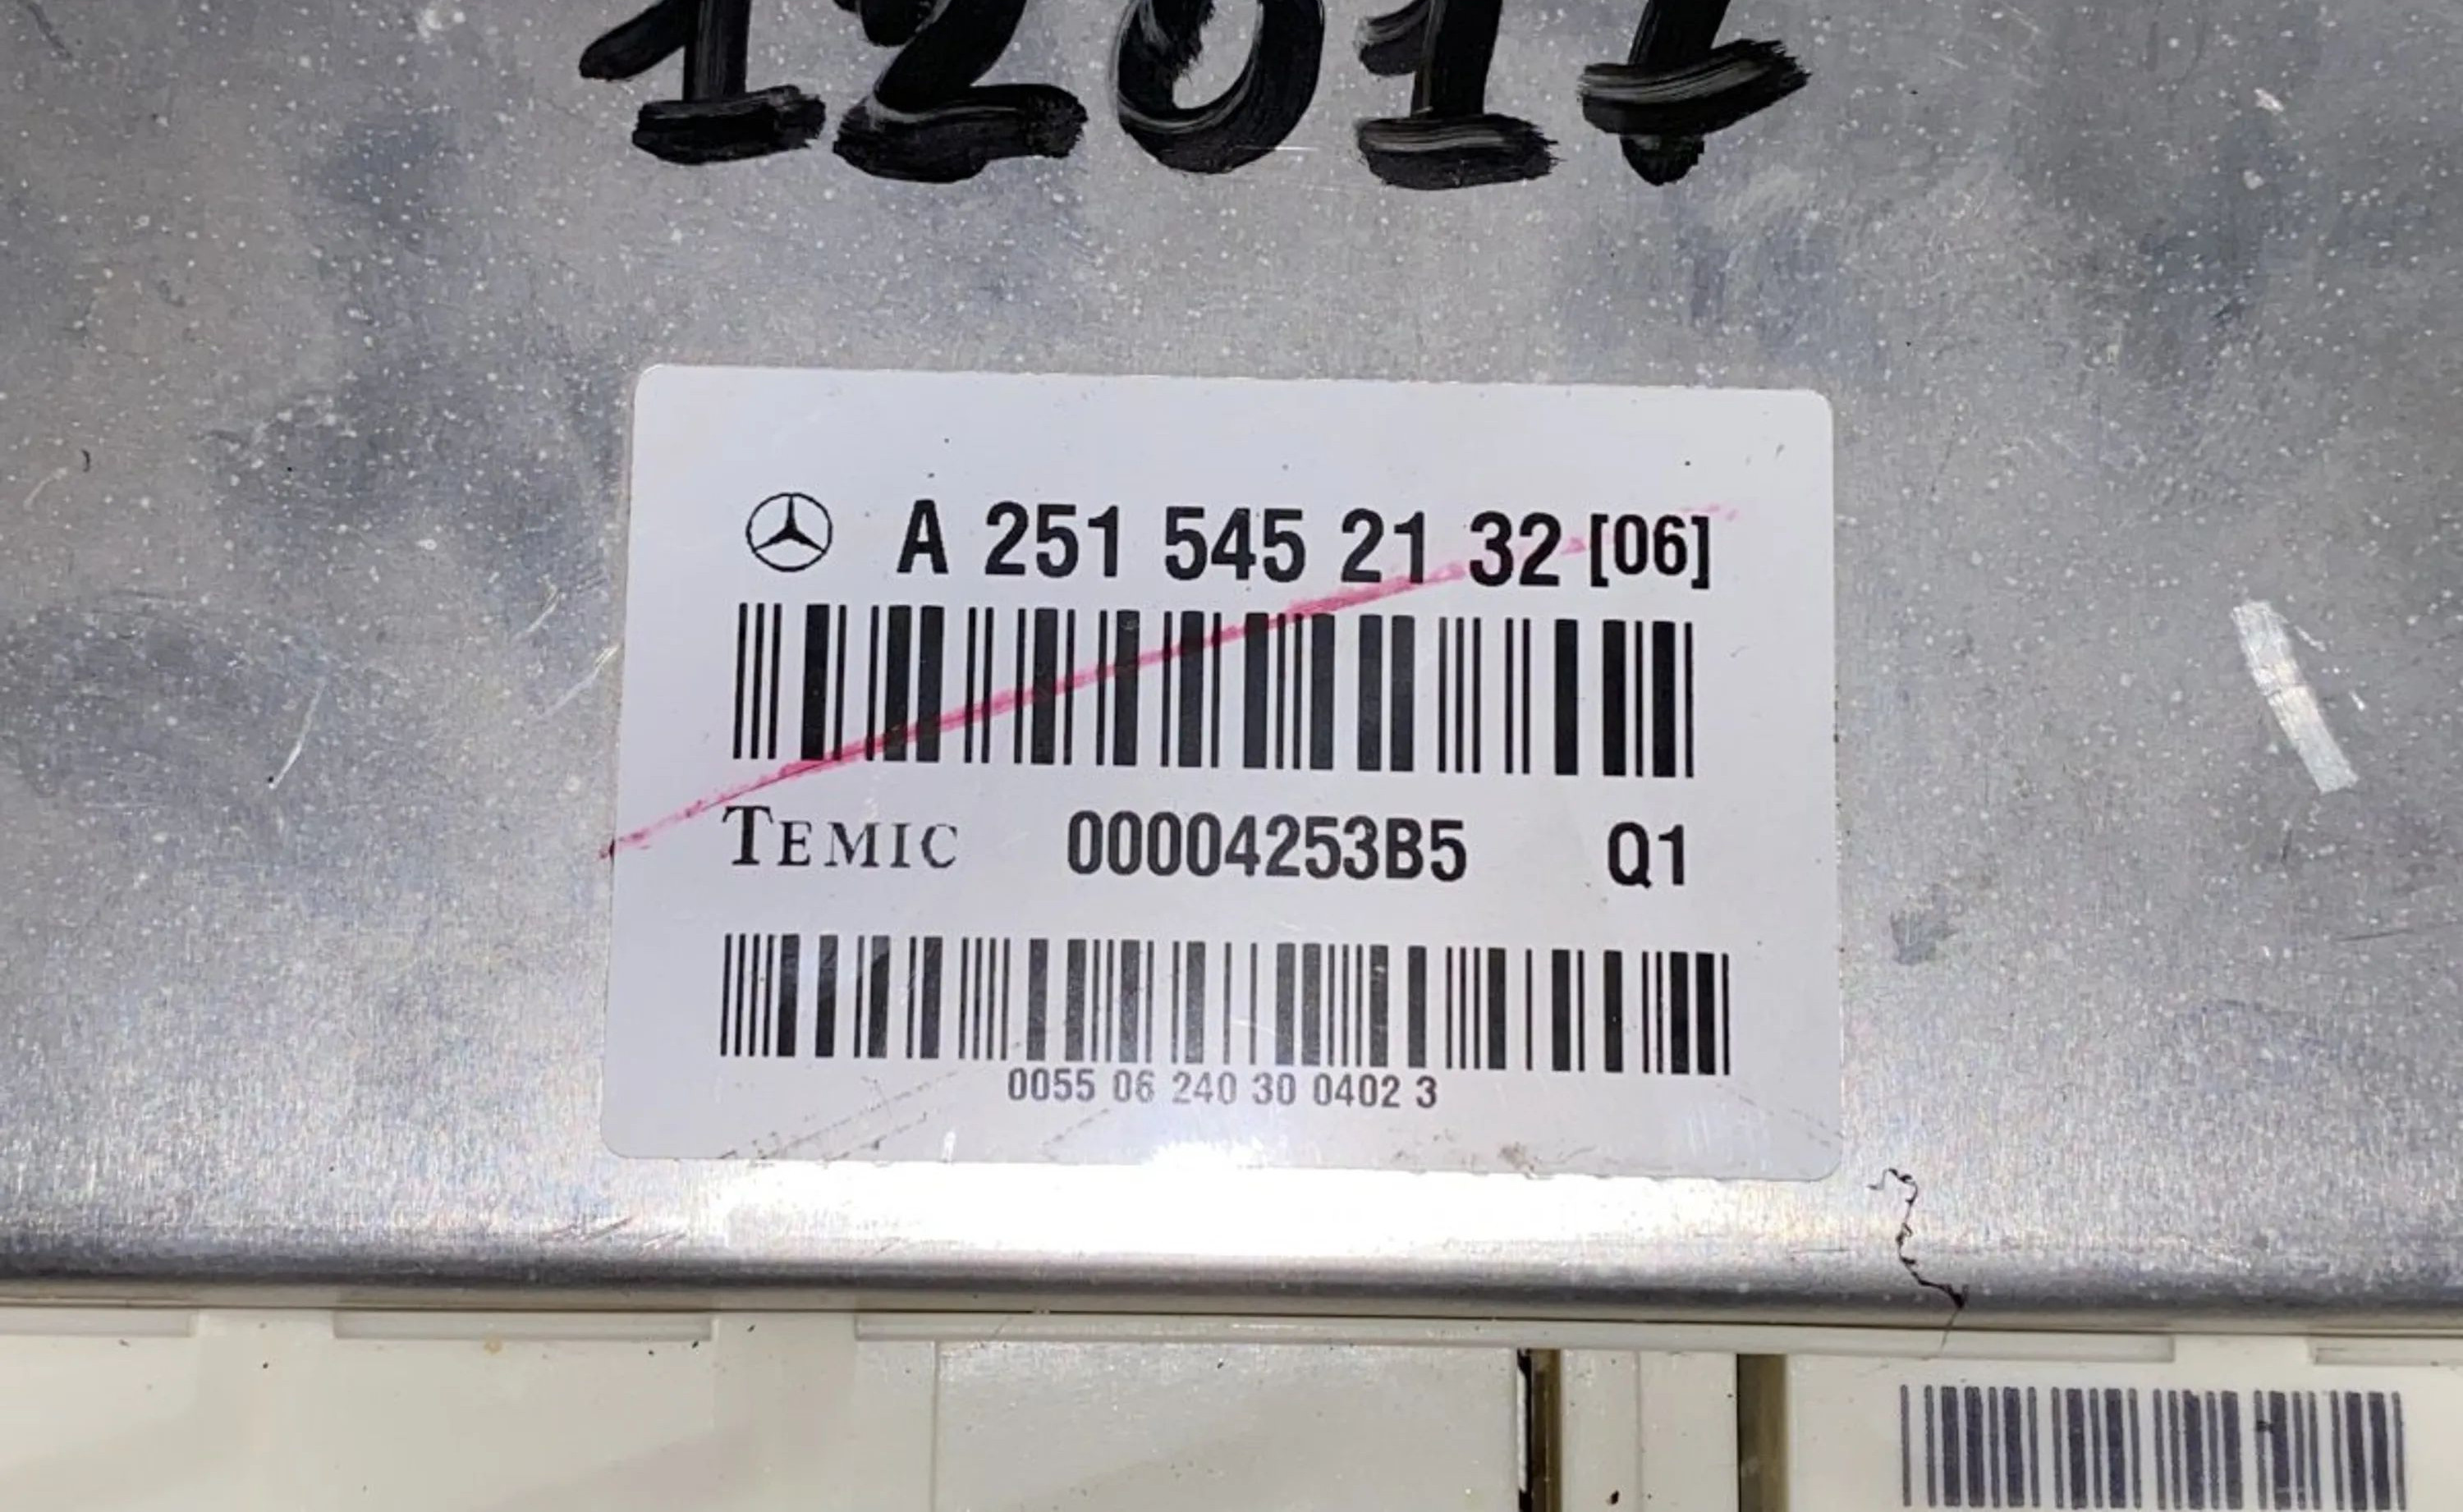 A 251 545 21 32 [06]
TEMIC 00004253B5 Q1
0055 06 240 30 0402 3